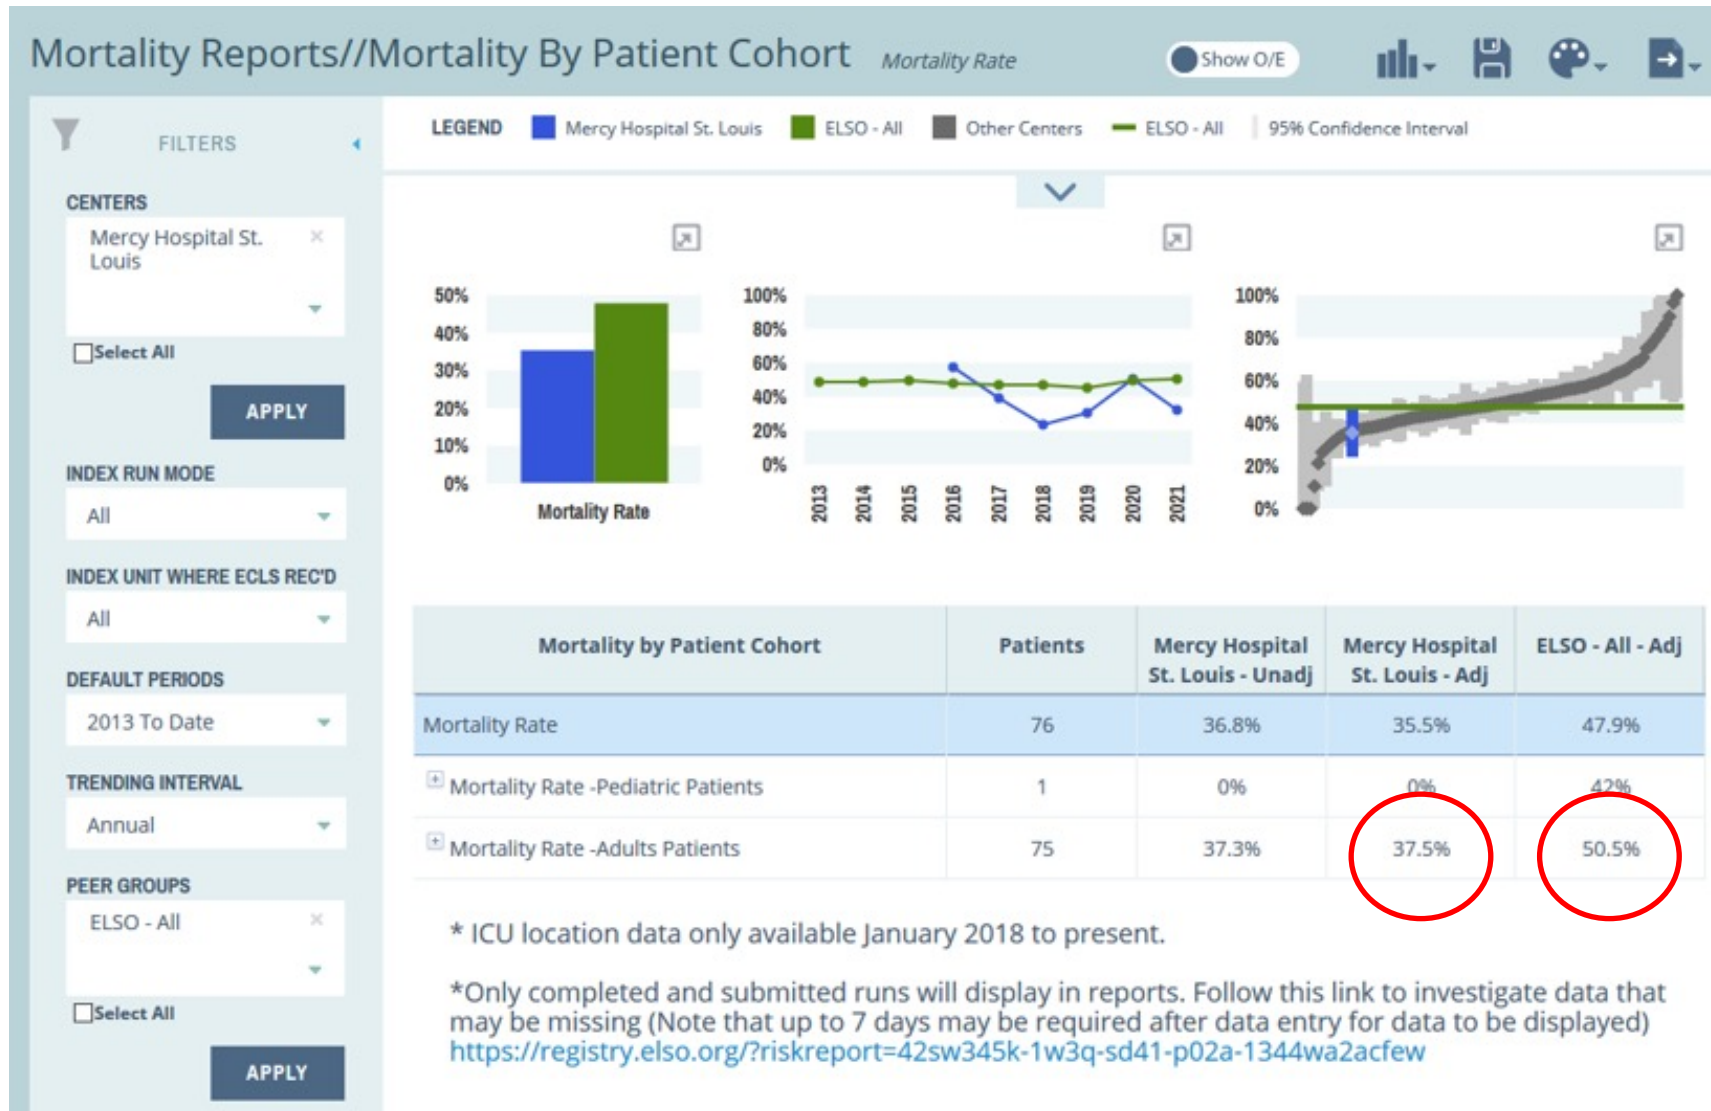 Mortality Reports//Mortality By Patient Cohort Mortality Rate Show O/E
FILTERS
LEGEND Mercy Hospital St. Louis ELSO - All Other Centers ELSO - All 95% Confidence Interval
CENTERS
Mercy Hospital St.
Louis
Select All
APPLY
INDEX RUN MODE
All
INDEX UNIT WHERE ECLS REC'D
All
DEFAULT PERIODS
2013 To Date
TRENDING INTERVAL
Annual
PEER GROUPS
ELSO - All
Select All
APPLY
50%
40%
30%
20%
10%
0%
Mortality Rate
100%
80%
60%
40%
20%
0%
2013 2014 2015 2016 2017 2018 2019 2020 2021
100%
80%
60%
40%
20%
0%
Mortality by Patient Cohort Patients Mercy Hospital St. Louis - Unadj Mercy Hospital St. Louis - Adj ELSO - All - Adj
Mortality Rate 76 36.8% 35.5% 47.9%
Mortality Rate -Pediatric Patients 1 0% 0% 42%
Mortality Rate -Adults Patients 75 37.3% 37.5% 50.5%
* ICU location data only available January 2018 to present.
*Only completed and submitted runs will display in reports. Follow this link to investigate data that
may be missing (Note that up to 7 days may be required after data entry for data to be displayed)
https://registry.elso.org/?riskreport=42sw345k-1w3q-sd41-p02a-1344wa2acfew